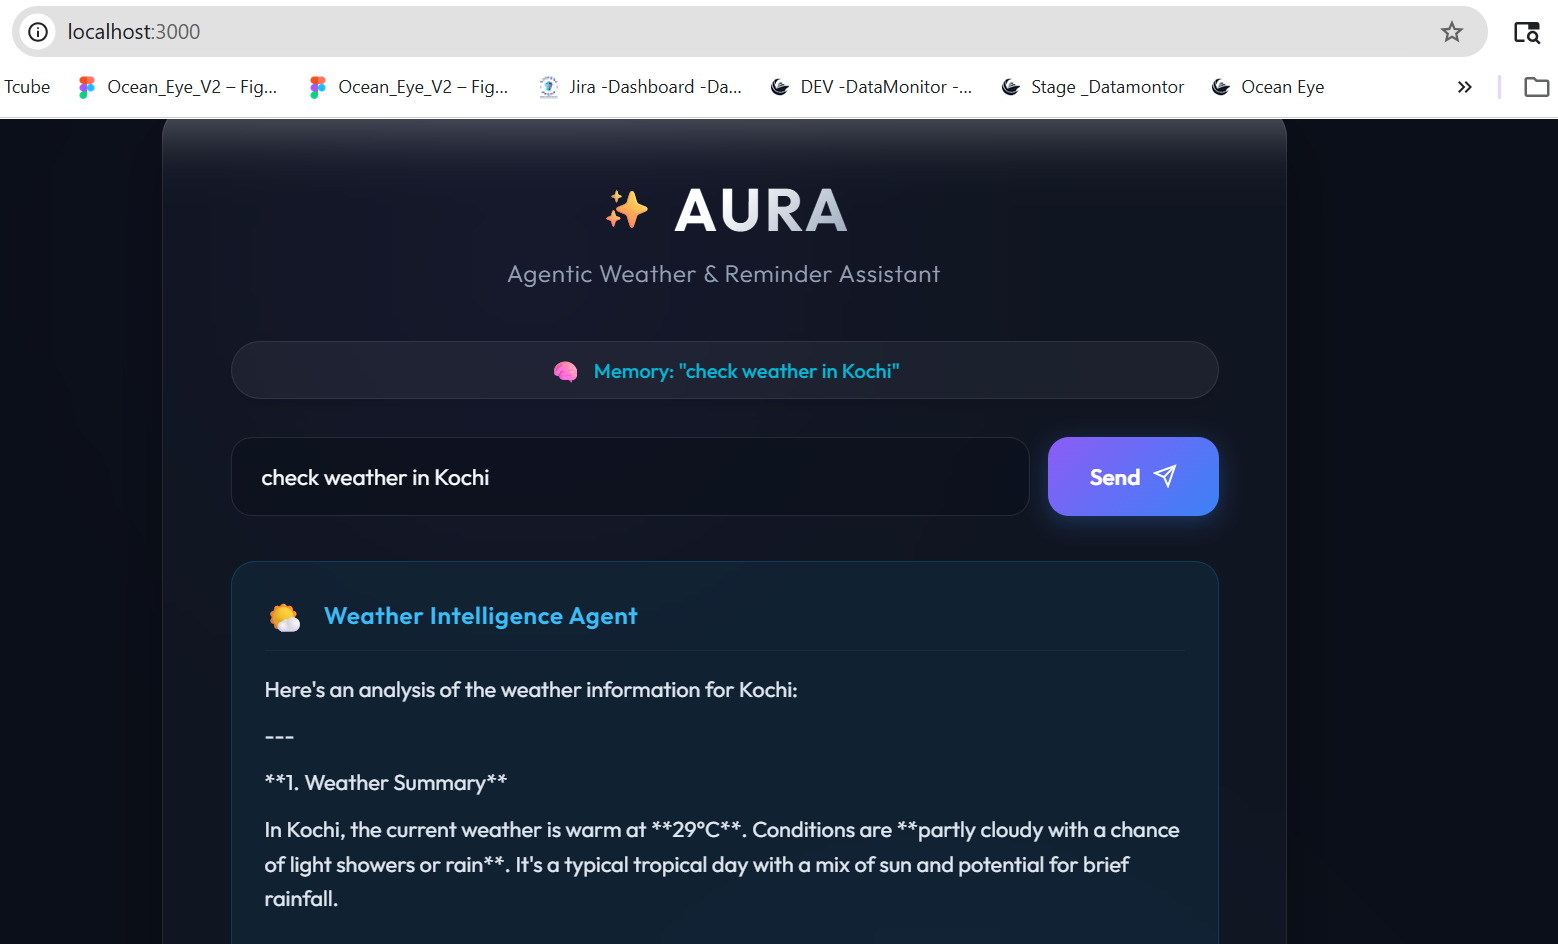 localhost:3000
Tcube Ocean_Eye_V2 – Fig... Ocean_Eye_V2 – Fig... Jira -Dashboard -Da... DEV -DataMonitor -... Stage _Datamontor Ocean Eye
AURA
Agentic Weather & Reminder Assistant
Memory: "check weather in Kochi"
check weather in Kochi
Send
Weather Intelligence Agent
Here's an analysis of the weather information for Kochi:
---
**1. Weather Summary**
In Kochi, the current weather is warm at **29°C**. Conditions are **partly cloudy with a chance
of light showers or rain**. It's a typical tropical day with a mix of sun and potential for brief
rainfall.